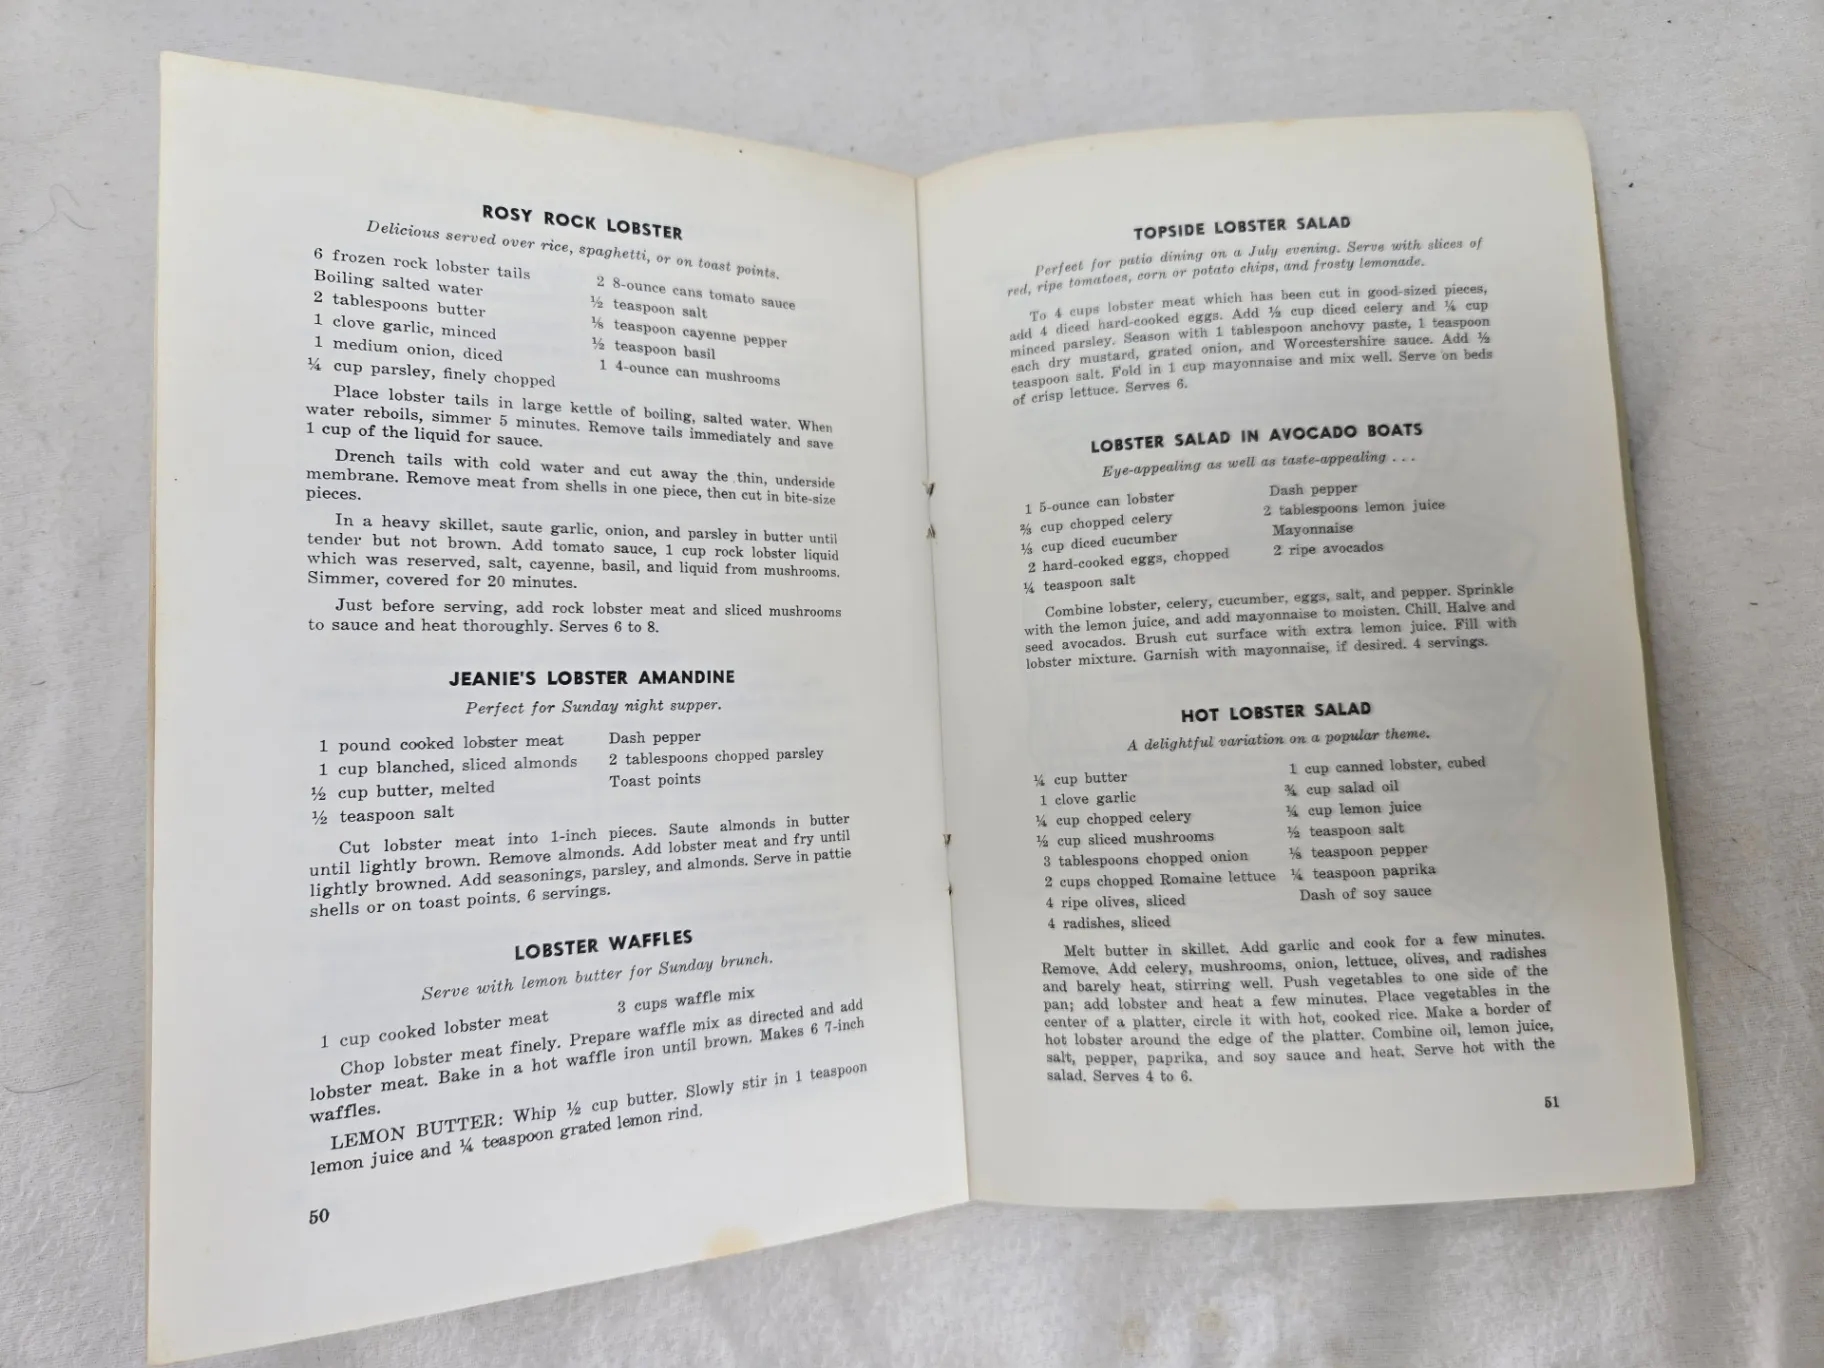 ROSY ROCK LOBSTER
Delicious served over rice, spaghetti, or on toast points.
6 frozen rock lobster tails
Boiling salted water
2 tablespoons butter
1 clove garlic, minced
1 medium onion, diced
¼ cup parsley, finely chopped
2 8-ounce cans tomato sauce
½ teaspoon salt
⅛ teaspoon cayenne pepper
½ teaspoon basil
1 4-ounce can mushrooms
Place lobster tails in large kettle of boiling, salted water. When
water reboils, simmer 5 minutes. Remove tails immediately and save
1 cup of the liquid for sauce.
Drench tails with cold water and cut away the thin, underside
membrane. Remove meat from shells in one piece, then cut in bite-size
pieces.
In a heavy skillet, saute garlic, onion, and parsley in butter until
tender but not brown. Add tomato sauce, 1 cup rock lobster liquid
which was reserved, salt, cayenne, basil, and liquid from mushrooms.
Simmer, covered for 20 minutes.
Just before serving, add rock lobster meat and sliced mushrooms
to sauce and heat thoroughly. Serves 6 to 8.
JEANIE'S LOBSTER AMANDINE
Perfect for Sunday night supper.
1 pound cooked lobster meat
1 cup blanched, sliced almonds
½ cup butter, melted
½ teaspoon salt
Dash pepper
2 tablespoons chopped parsley
Toast points
Cut lobster meat into 1-inch pieces. Saute almonds in butter
until lightly brown. Remove almonds. Add lobster meat and fry until
lightly browned. Add seasonings, parsley, and almonds. Serve in pattie
shells or on toast points. 6 servings.
LOBSTER WAFFLES
Serve with lemon butter for Sunday brunch.
1 cup cooked lobster meat
3 cups waffle mix
Chop lobster meat finely. Prepare waffle mix as directed and add
lobster meat. Bake in a hot waffle iron until brown. Makes 6 7-inch
waffles.
LEMON BUTTER: Whip ½ cup butter. Slowly stir in 1 teaspoon
lemon juice and ¼ teaspoon grated lemon rind.
50
TOPSIDE LOBSTER SALAD
Perfect for patio dining on a July evening. Serve with slices of
red, ripe tomatoes, corn or potato chips, and frosty lemonade.
To 4 cups lobster meat which has been cut in good-sized pieces,
add 4 diced hard-cooked eggs. Add ½ cup diced celery and ¼ cup
minced parsley. Season with 1 tablespoon anchovy paste, 1 teaspoon
each dry mustard, grated onion, and Worcestershire sauce. Add ½
teaspoon salt. Fold in 1 cup mayonnaise and mix well. Serve on beds
of crisp lettuce. Serves 6.
LOBSTER SALAD IN AVOCADO BOATS
Eye-appealing as well as taste-appealing . . .
1 5-ounce can lobster
⅔ cup chopped celery
⅓ cup diced cucumber
2 hard-cooked eggs, chopped
¼ teaspoon salt
Dash pepper
2 tablespoons lemon juice
Mayonnaise
2 ripe avocados
Combine lobster, celery, cucumber, eggs, salt, and pepper. Sprinkle
with the lemon juice, and add mayonnaise to moisten. Chill. Halve and
seed avocados. Brush cut surface with extra lemon juice. Fill with
lobster mixture. Garnish with mayonnaise, if desired. 4 servings.
HOT LOBSTER SALAD
A delightful variation on a popular theme.
¼ cup butter
1 clove garlic
¼ cup chopped celery
½ cup sliced mushrooms
3 tablespoons chopped onion
2 cups chopped Romaine lettuce
4 ripe olives, sliced
4 radishes, sliced
1 cup canned lobster, cubed
¾ cup salad oil
¼ cup lemon juice
½ teaspoon salt
⅛ teaspoon pepper
¼ teaspoon paprika
Dash of soy sauce
Melt butter in skillet. Add garlic and cook for a few minutes.
Remove. Add celery, mushrooms, onion, lettuce, olives, and radishes
and barely heat, stirring well. Push vegetables to one side of the
pan; add lobster and heat a few minutes. Place vegetables in the
center of a platter, circle it with hot, cooked rice. Make a border of
hot lobster around the edge of the platter. Combine oil, lemon juice,
salt, pepper, paprika, and soy sauce and heat. Serve hot with the
salad. Serves 4 to 6.
51